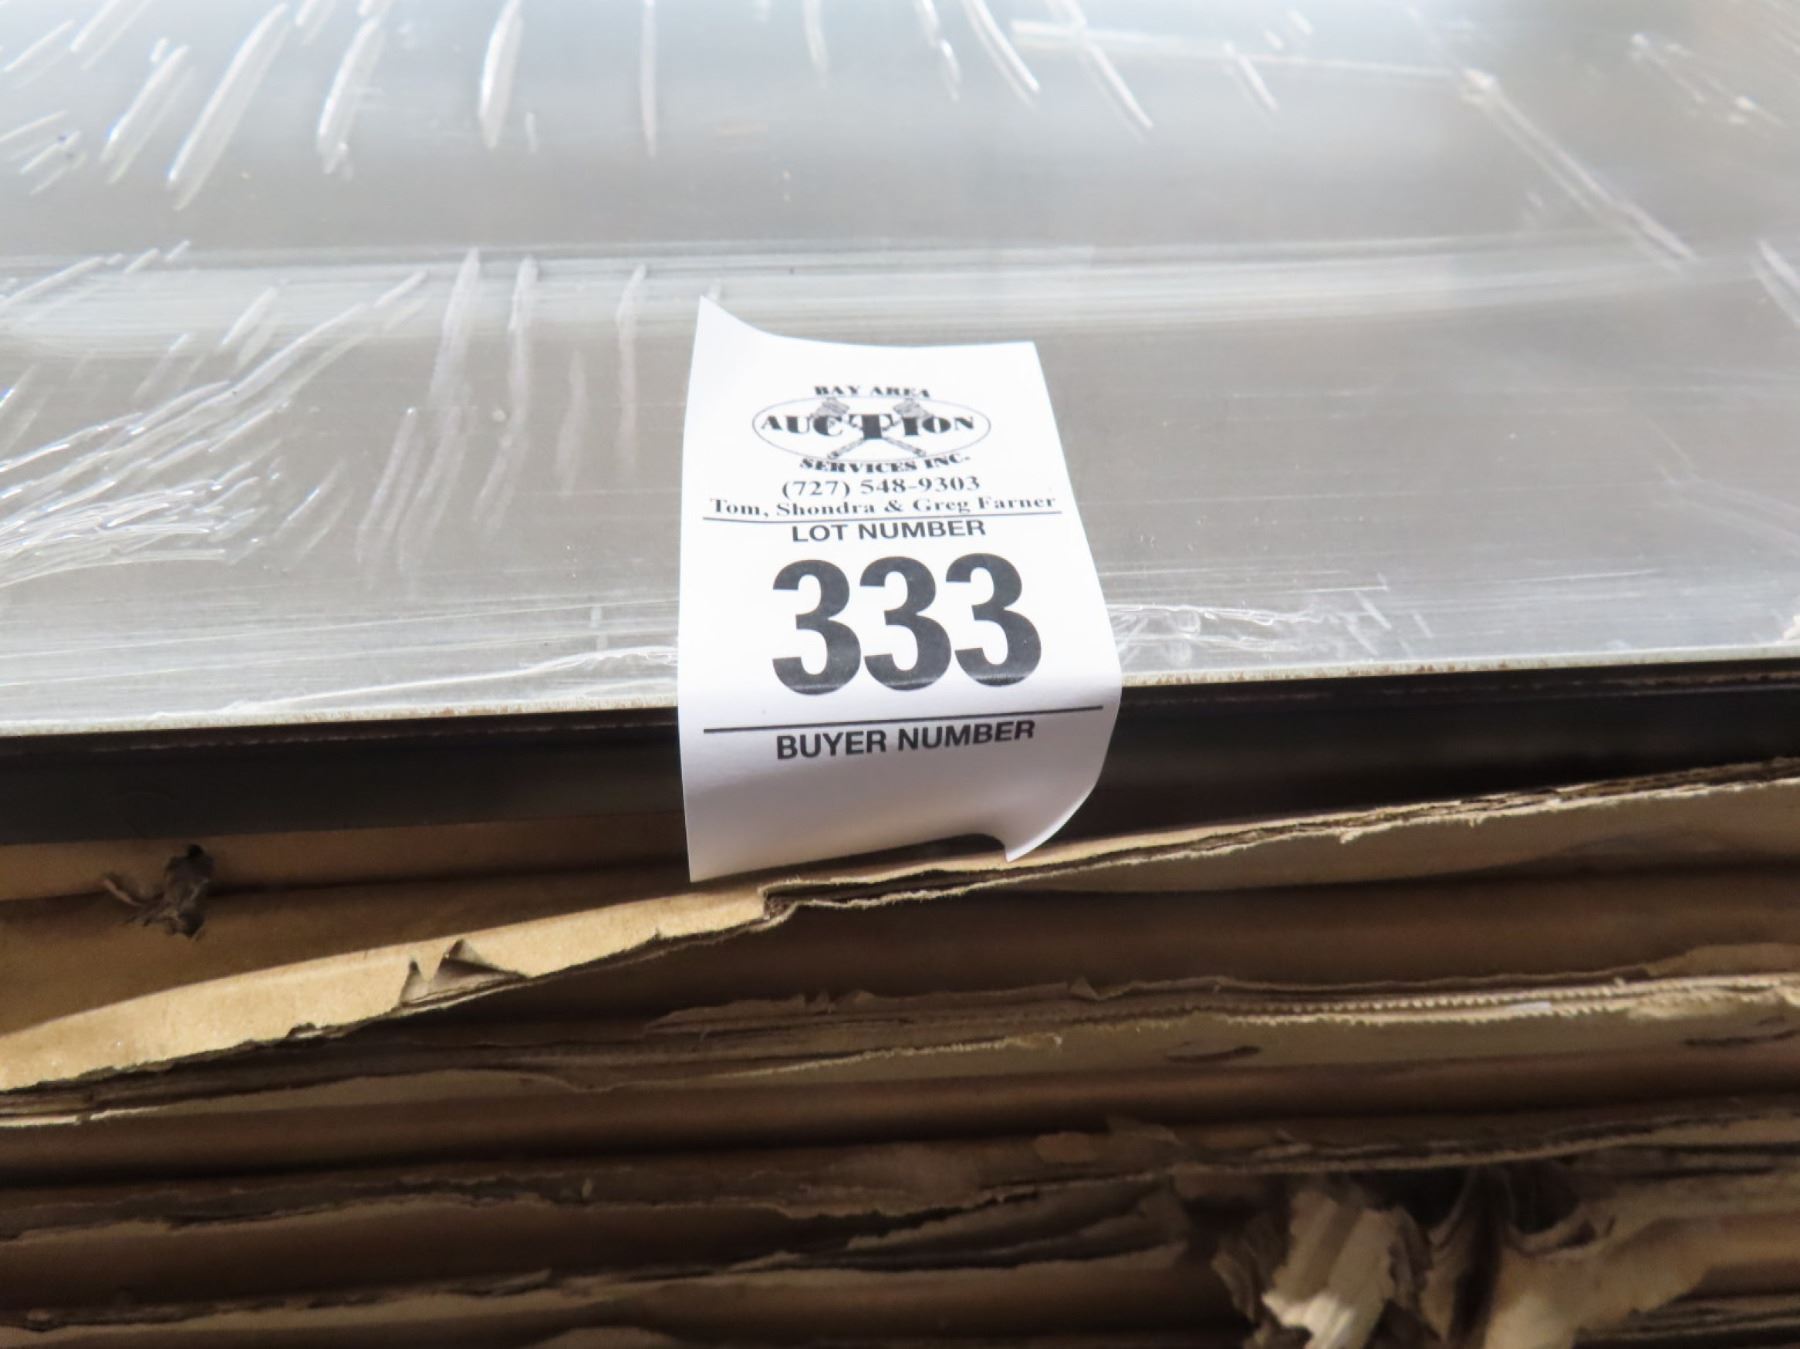 BAY AREA
AUCTION
SERVICES INC.
(727) 548-9303
Tom, Shondra & Greg Farner
LOT NUMBER
333
BUYER NUMBER